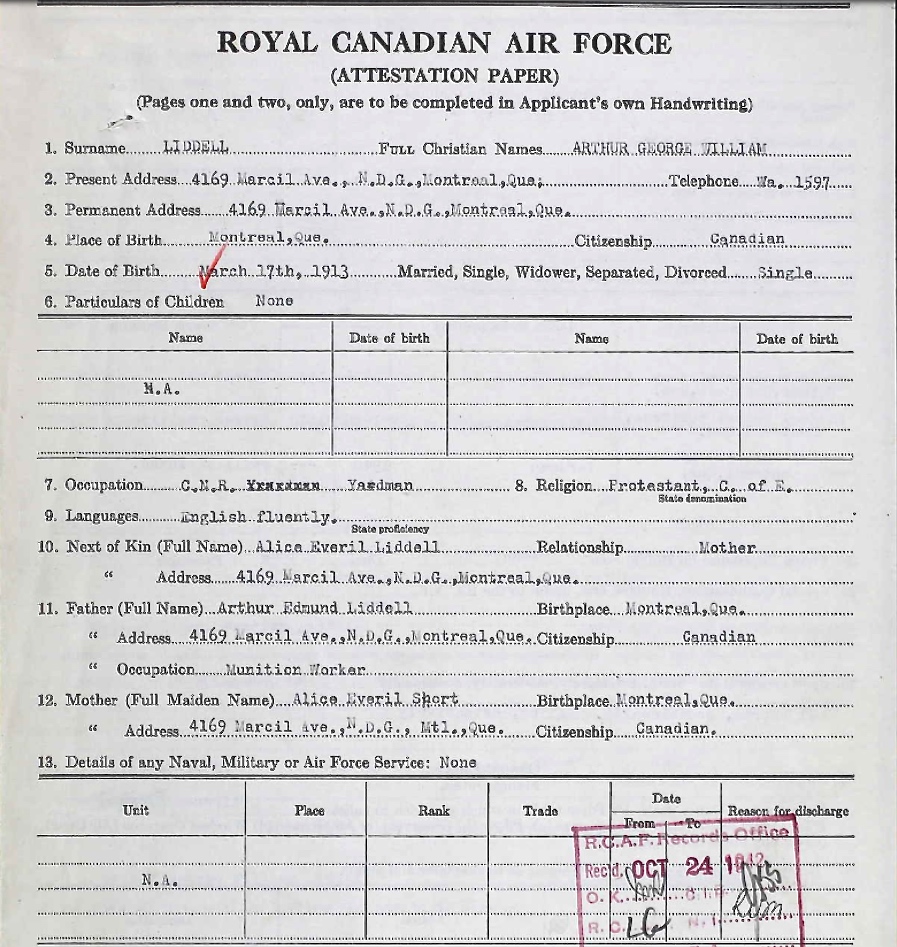 ROYAL CANADIAN AIR FORCE
(ATTESTATION PAPER)
(Pages one and two, only, are to be completed in Applicant's own Handwriting)
1. Surname LIDDELL FULL Christian Names ARTHUR GEORGE WILLIAM
2. Present Address 4169 Marcil Ave., N.D.G.,Montreal,Que; Telephone Wa. 1597
3. Permanent Address 4169 Marcil Ave.,N.D.G.,Montreal,Que.
4. Place of Birth Montreal,Que. Citizenship Canadian
5. Date of Birth March 17th, 1913 Married, Single, Widower, Separated, Divorced Single
6. Particulars of Children None
Name Date of birth Name Date of birth
N.A.
7. Occupation C.N.R. Yardman 8. Religion Protestant, C. of E.
State denomination
9. Languages English fluently.
State proficiency
10. Next of Kin (Full Name) Alice Everil Liddell Relationship Mother
" Address 4169 Marcil Ave.,N.D.G.,Montreal,Que.
11. Father (Full Name) Arthur Edmund Liddell Birthplace Montreal,Que.
" Address 4169 Marcil Ave.,N.D.G.,Montreal,Que. Citizenship Canadian
" Occupation Munition Worker
12. Mother (Full Maiden Name) Alice Everil Short Birthplace Montreal,Que.
" Address 4169 Marcil Ave.,N.D.G., Mtl.,Que. Citizenship Canadian.
13. Details of any Naval, Military or Air Force Service: None
Unit Place Rank Trade Date Reason for discharge
From To
R.C.A.F. Records Office
Rec'd. OCT 24 1942
N.A.
O.K.
R.C.